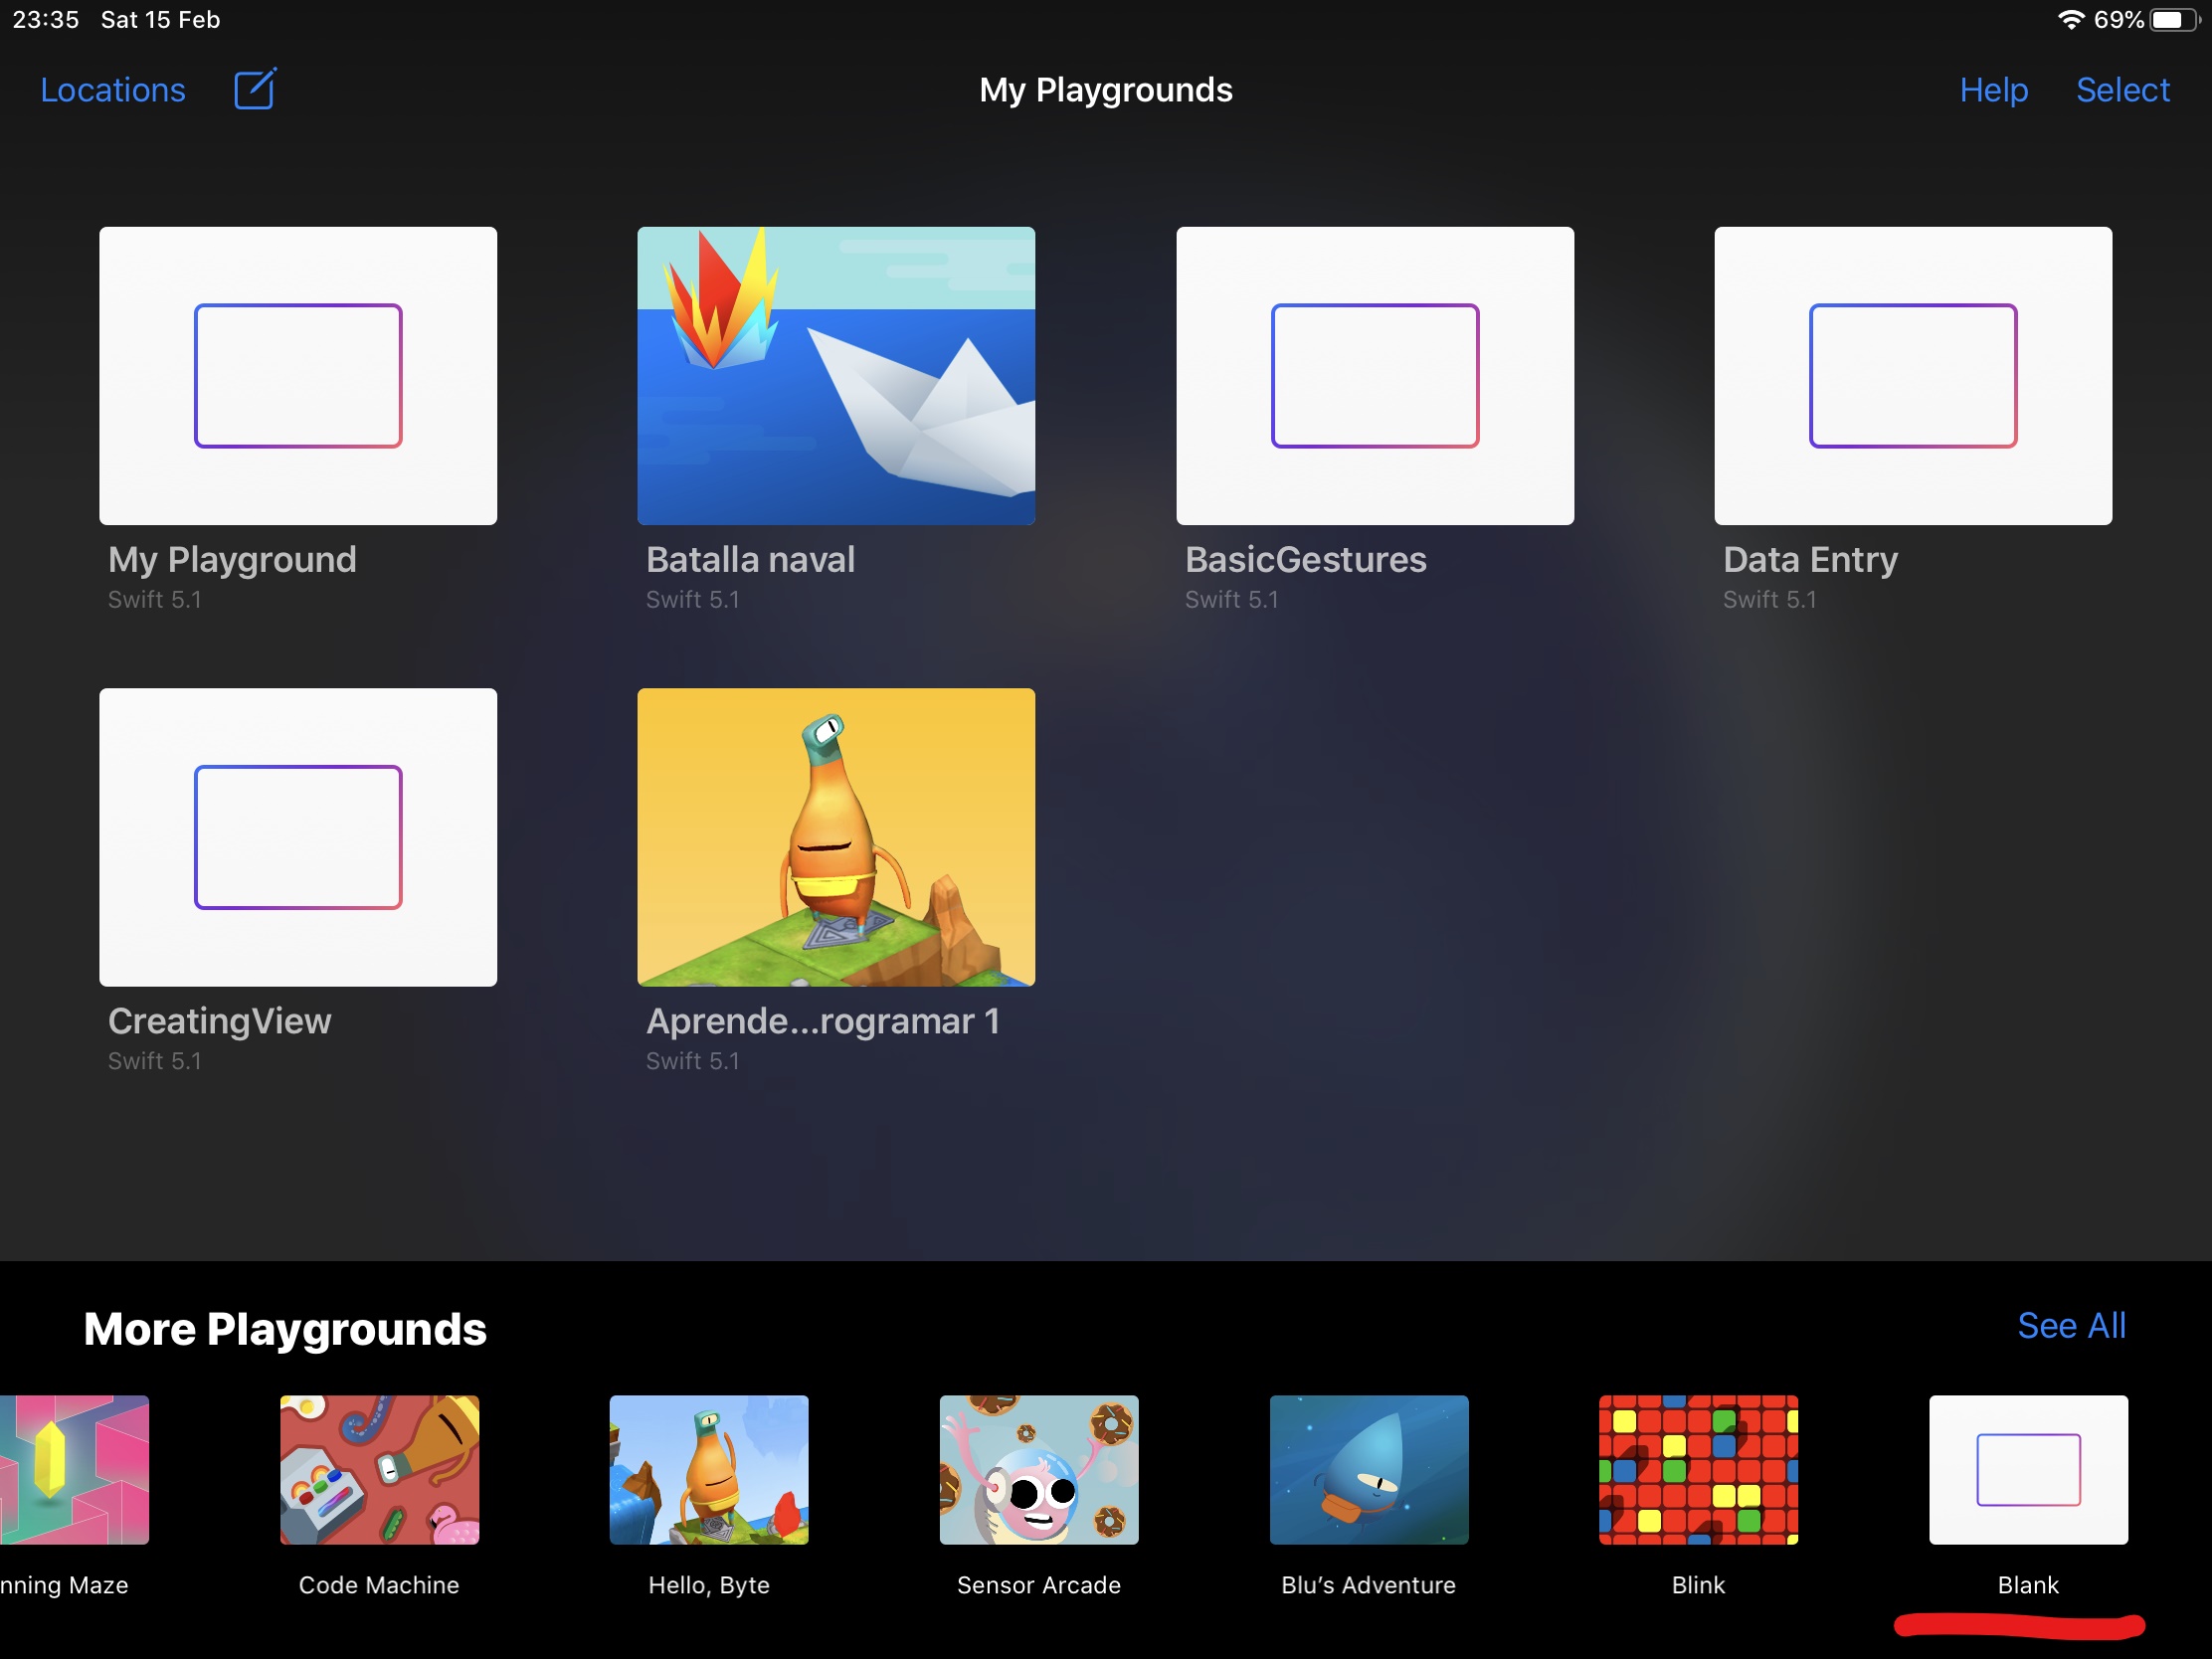 23:35 Sat 15 Feb 69%
Locations My Playgrounds Help Select
My Playground Batalla naval BasicGestures Data Entry
Swift 5.1 Swift 5.1 Swift 5.1 Swift 5.1
CreatingView Aprende...rogramar 1
Swift 5.1 Swift 5.1
More Playgrounds See All
nning Maze Code Machine Hello, Byte Sensor Arcade Blu’s Adventure Blink Blank